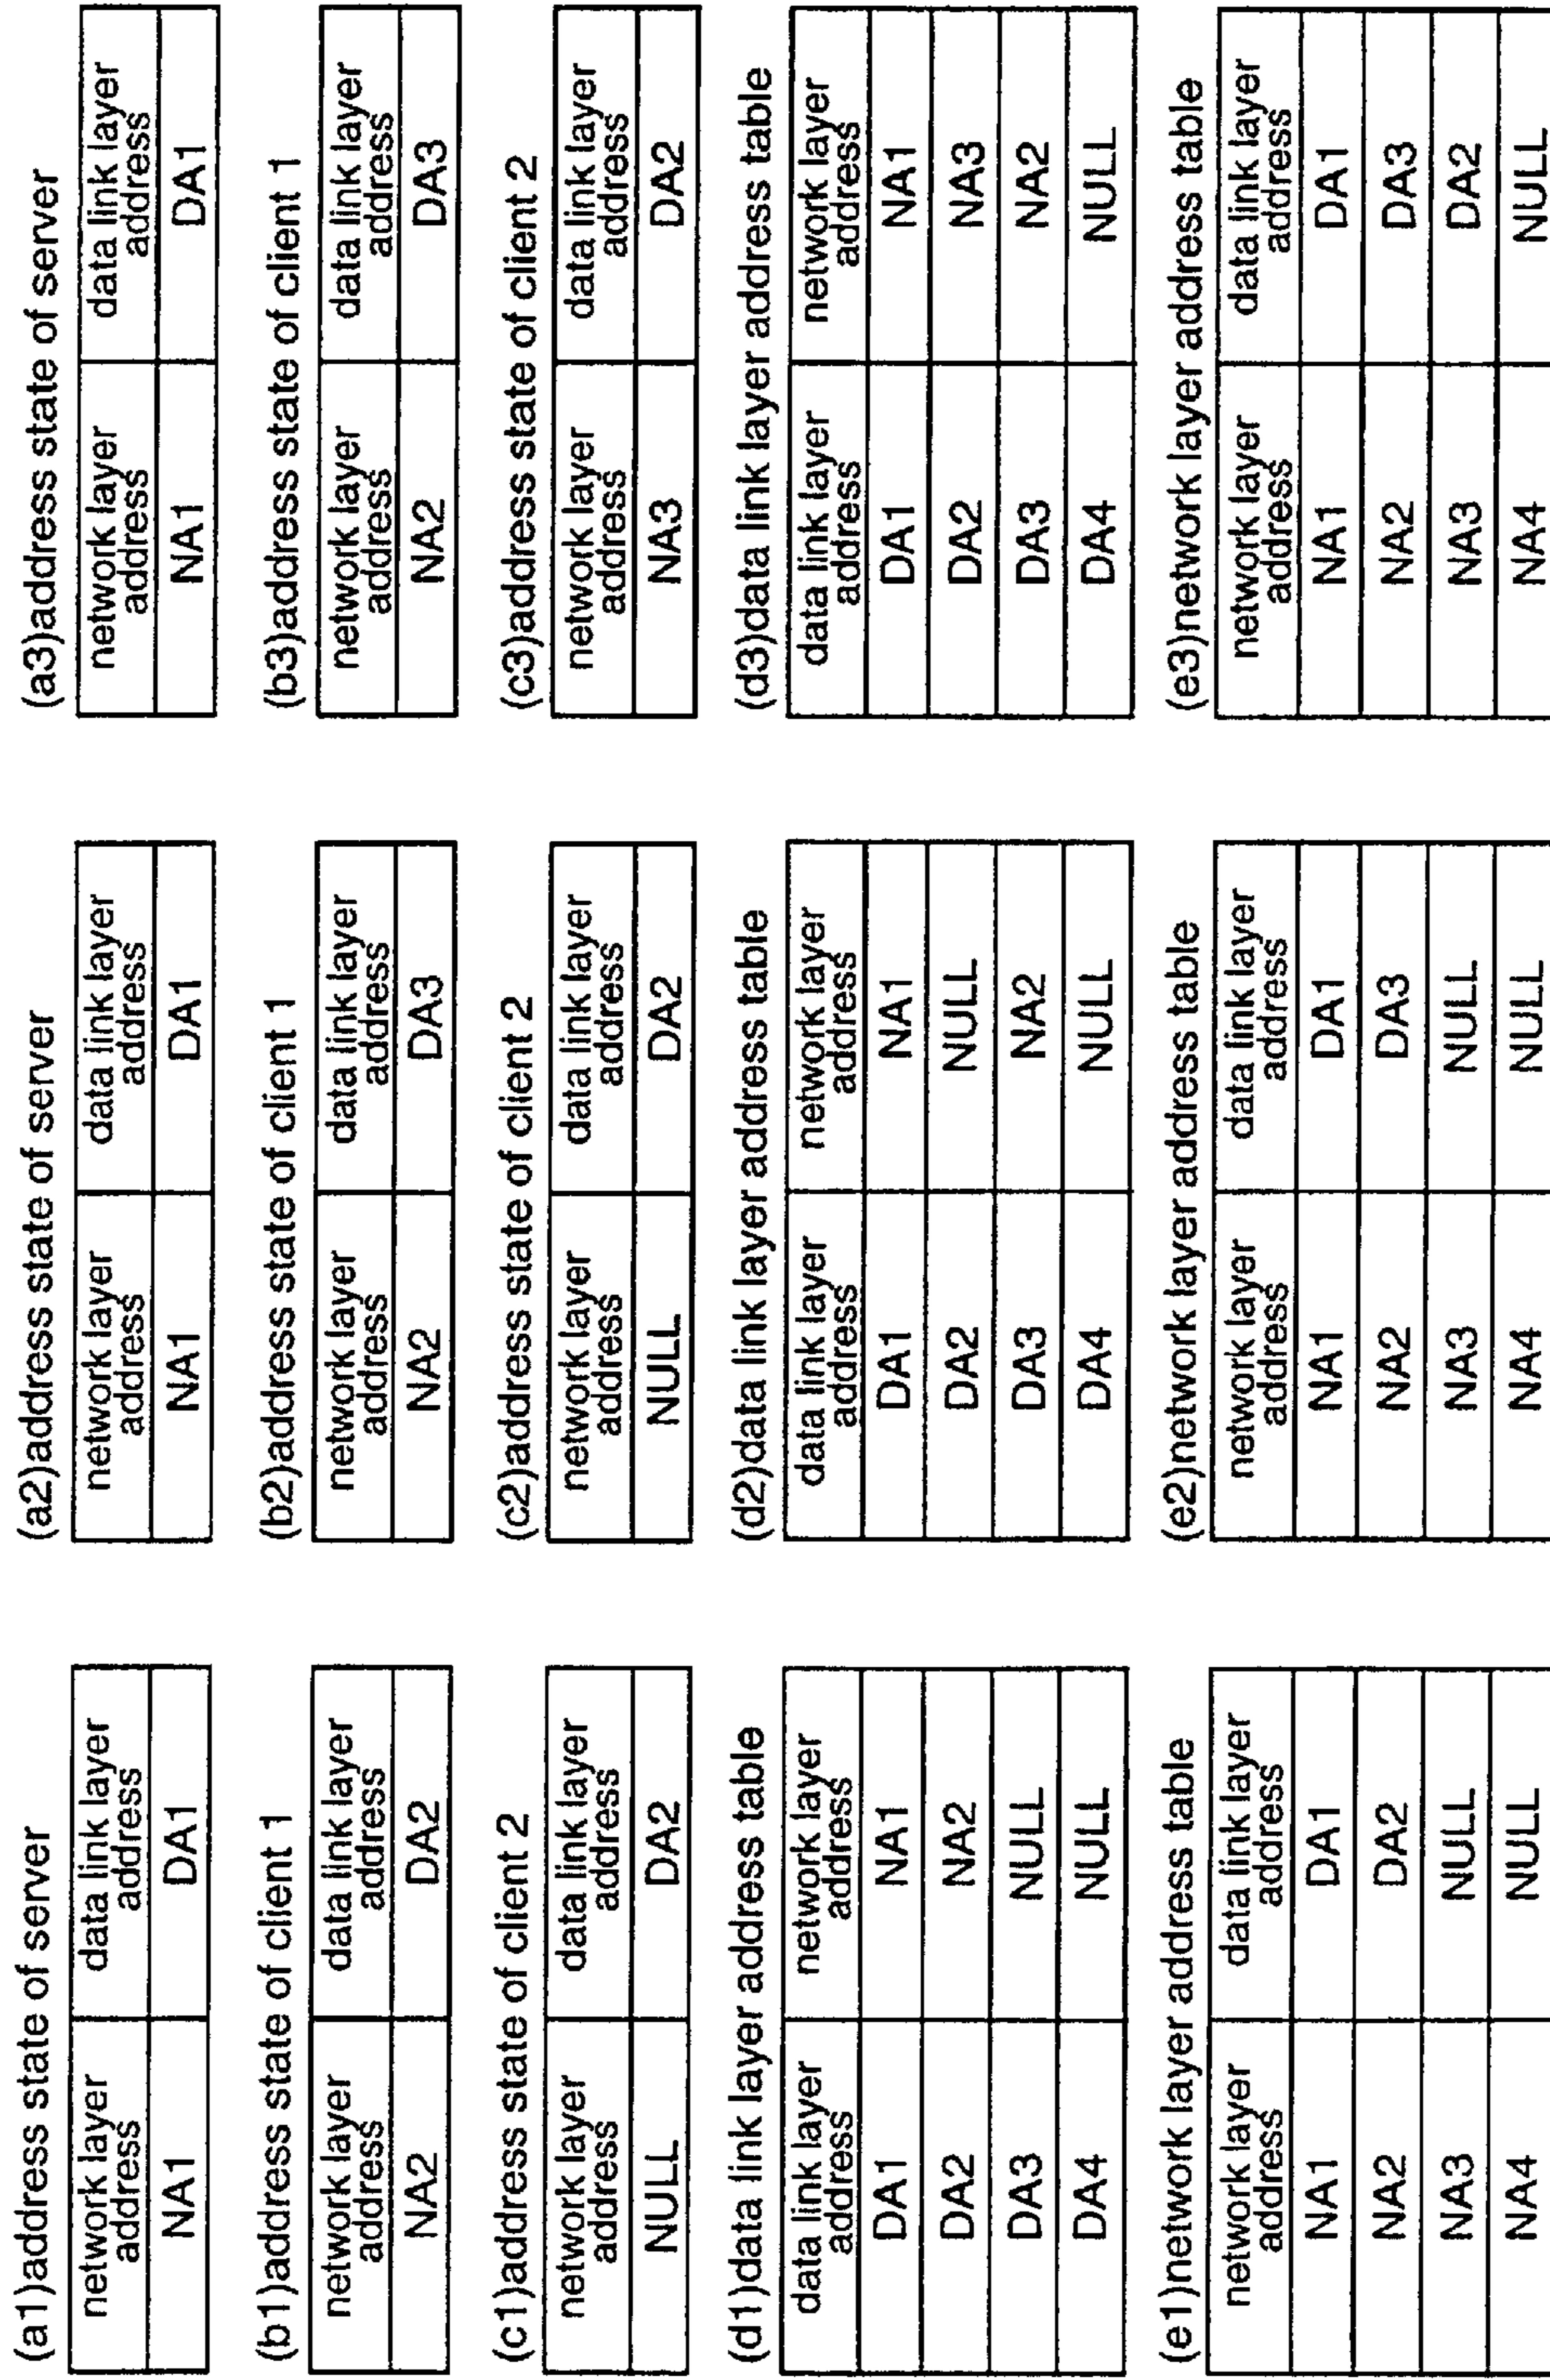 (a1)address state of server
network layer address
data link layer address
NA1
DA1
(b1)address state of client 1
network layer address
data link layer address
NA2
DA2
(c1)address state of client 2
network layer address
data link layer address
NULL
DA2
(d1)data link layer address table
data link layer address
network layer address
DA1
NA1
DA2
NA2
DA3
NULL
DA4
NULL
(e1)network layer address table
network layer address
data link layer address
NA1
DA1
NA2
DA2
NA3
NULL
NA4
NULL
(a2)address state of server
network layer address
data link layer address
NA1
DA1
(b2)address state of client 1
network layer address
data link layer address
NA2
DA3
(c2)address state of client 2
network layer address
data link layer address
NULL
DA2
(d2)data link layer address table
data link layer address
network layer address
DA1
NA1
DA2
NULL
DA3
NA2
DA4
NULL
(e2)network layer address table
network layer address
data link layer address
NA1
DA1
NA2
DA3
NA3
NULL
NA4
NULL
(a3)address state of server
network layer address
data link layer address
NA1
DA1
(b3)address state of client 1
network layer address
data link layer address
NA2
DA3
(c3)address state of client 2
network layer address
data link layer address
NA3
DA2
(d3)data link layer address table
data link layer address
network layer address
DA1
NA1
DA2
NA3
DA3
NA2
DA4
NULL
(e3)network layer address table
network layer address
data link layer address
NA1
DA1
NA2
DA3
NA3
DA2
NA4
NULL